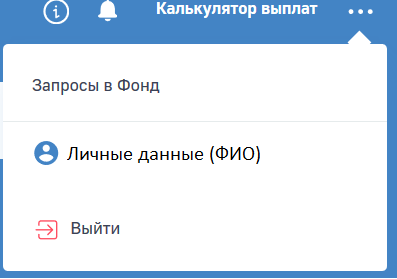 Калькулятор выплат
Запросы в Фонд
Личные данные (ФИО)
Выйти